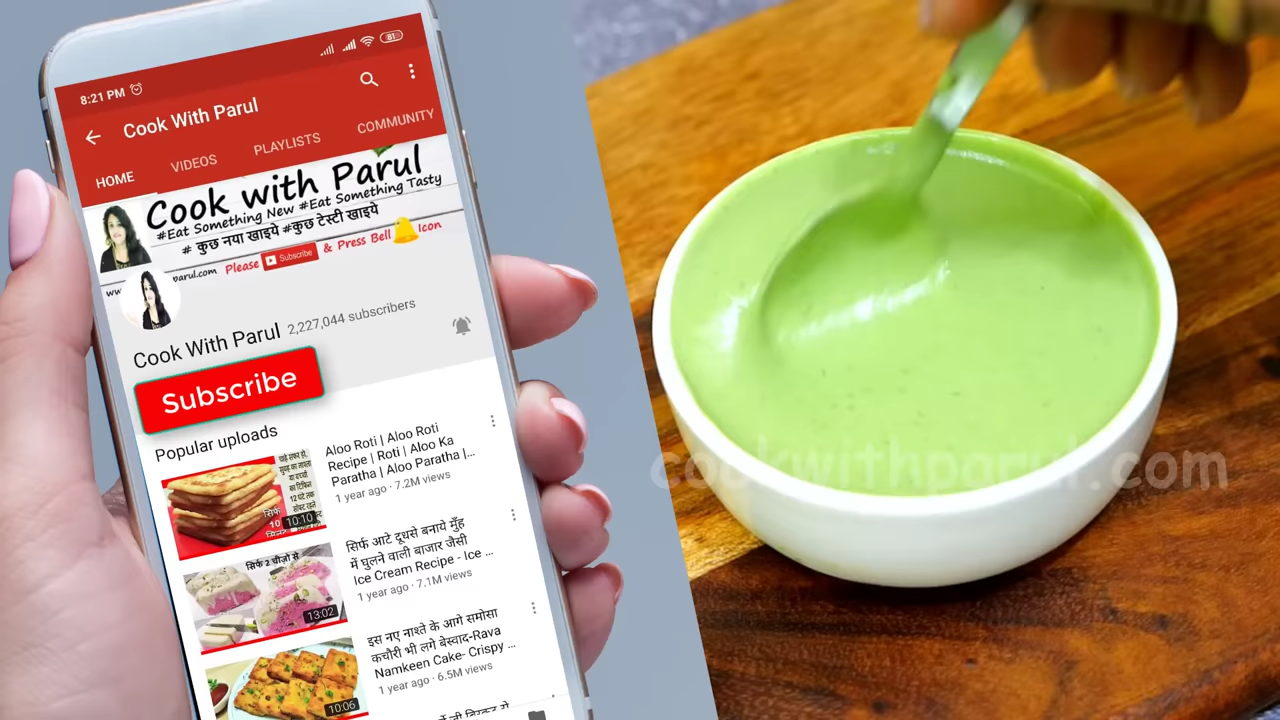 8:21 PM
81
Cook With Parul
HOME VIDEOS PLAYLISTS COMMUNITY
Cook with Parul
#Eat Something New #Eat Something Tasty
# कुछ नया खाइये #कुछ टेस्टी खाइये
parul.com Please Subscribe & Press Bell Icon
Cook With Parul 2,227,044 subscribers
Subscribe
Popular uploads
Aloo Roti | Aloo Roti
Recipe | Roti | Aloo Ka
Paratha | Aloo Paratha |...
1 year ago · 7.2M views
10:10
सिर्फ आटे दूधसे बनाये मुँह
में घुलने वाली बाजार जैसी
Ice Cream Recipe - Ice ...
1 year ago · 7.1M views
सिर्फ 2 चीज़ो से
13:02
इस नए नाश्ते के आगे समोसा
कचौरी भी लगे बेस्वाद-Rava
Namkeen Cake- Crispy ...
1 year ago · 6.5M views
10:06
cookwithparul.com